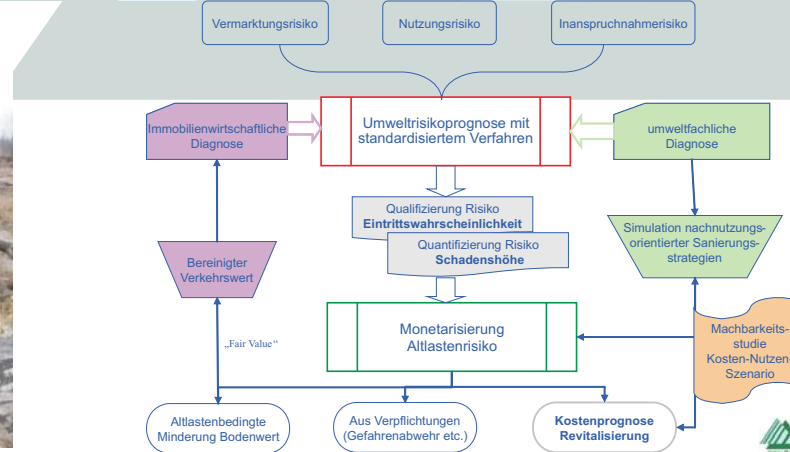 Vermarktungsrisiko
Nutzungsrisiko
Inanspruchnahmerisiko
Immobilienwirtschaftliche
Diagnose
Umweltrisikoprognose mit
standardisiertem Verfahren
umweltfachliche
Diagnose
Qualifizierung Risiko
Eintrittswahrscheinlichkeit
Quantifizierung Risiko
Schadenshöhe
Simulation nachnutzungs-
orientierter Sanierungs-
strategien
Bereinigter
Verkehrswert
Monetarisierung
Altlastenrisiko
Machbarkeits-
studie
Kosten-Nutzen-
Szenario
„Fair Value“
Altlastenbedingte
Minderung Bodenwert
Aus Verpflichtungen
(Gefahrenabwehr etc.)
Kostenprognose
Revitalisierung